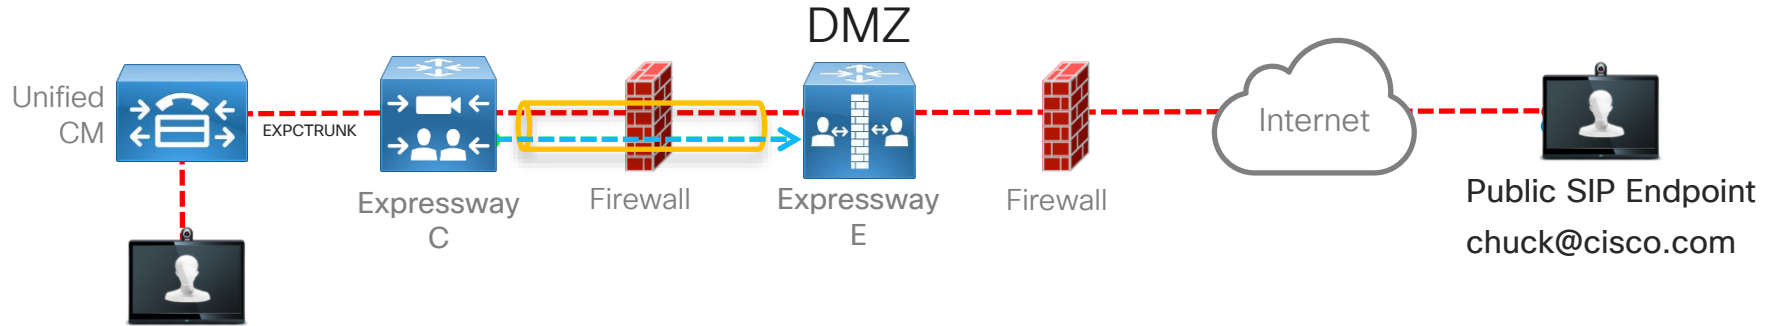 DMZ
Unified
CM
EXPCTRUNK
Expressway
C
Firewall
Expressway
E
Firewall
Internet
Public SIP Endpoint
chuck@cisco.com